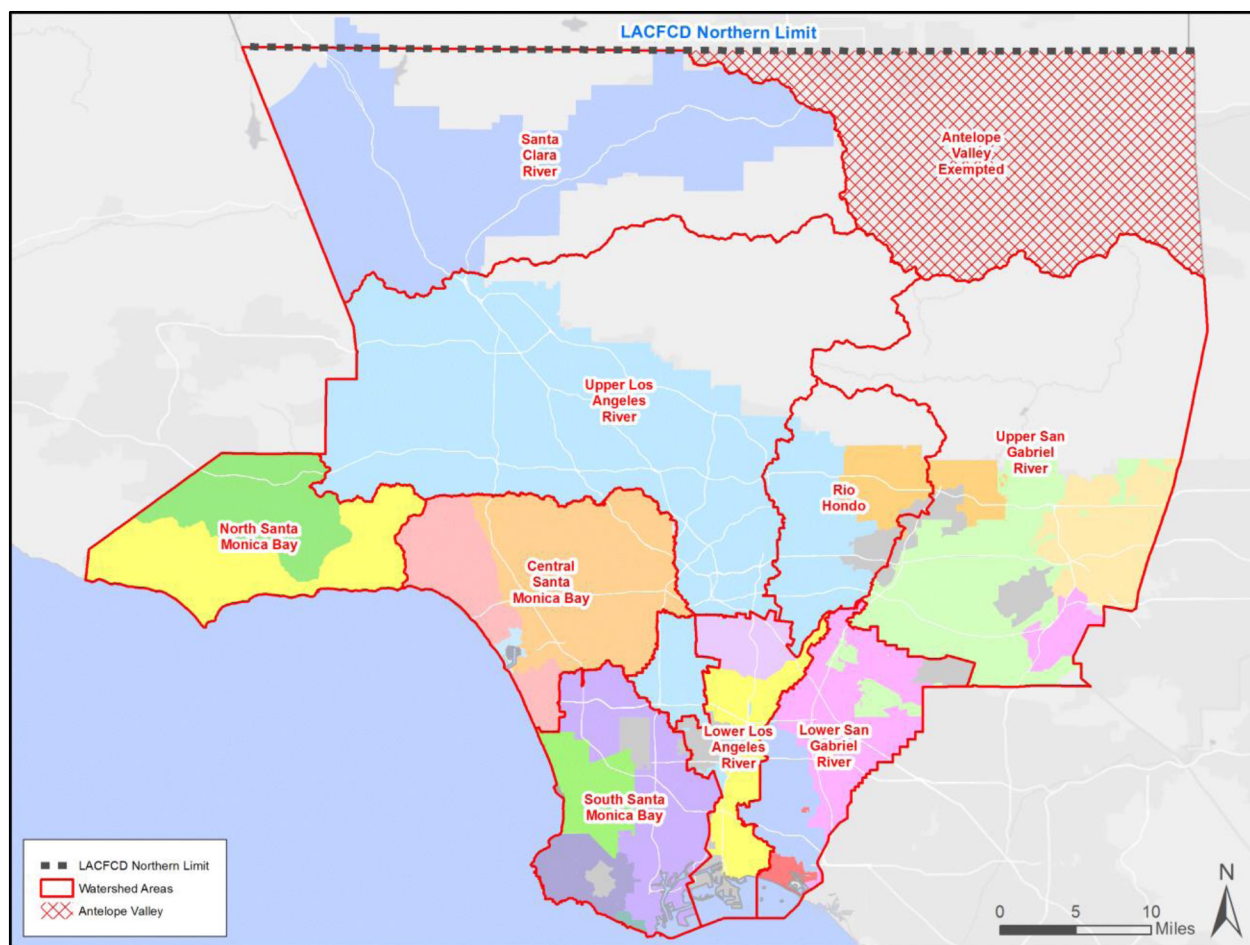 LACFCD Northern Limit
Santa
Clara
River
Antelope
Valley
Exempted
Upper Los
Angeles
River
Upper San
Gabriel
River
Rio
Hondo
North Santa
Monica Bay
Central
Santa
Monica Bay
Lower Los
Angeles
River
Lower San
Gabriel
River
South Santa
Monica Bay
LACFCD Northern Limit
Watershed Areas
Antelope Valley
N
0 5 10
Miles